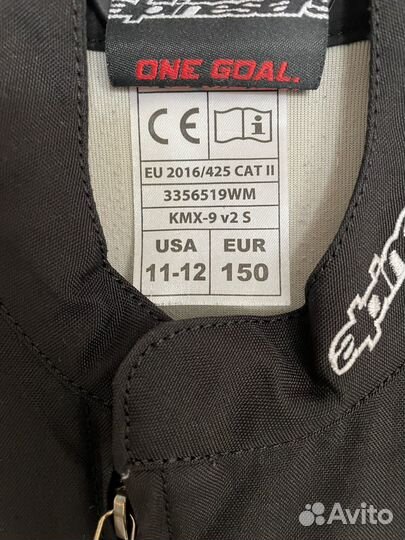 ONE GOAL.
CE
i
EU 2016/425 CAT II
3356519WM
KMX-9 v2 S
USA EUR
11-12 150
Avito